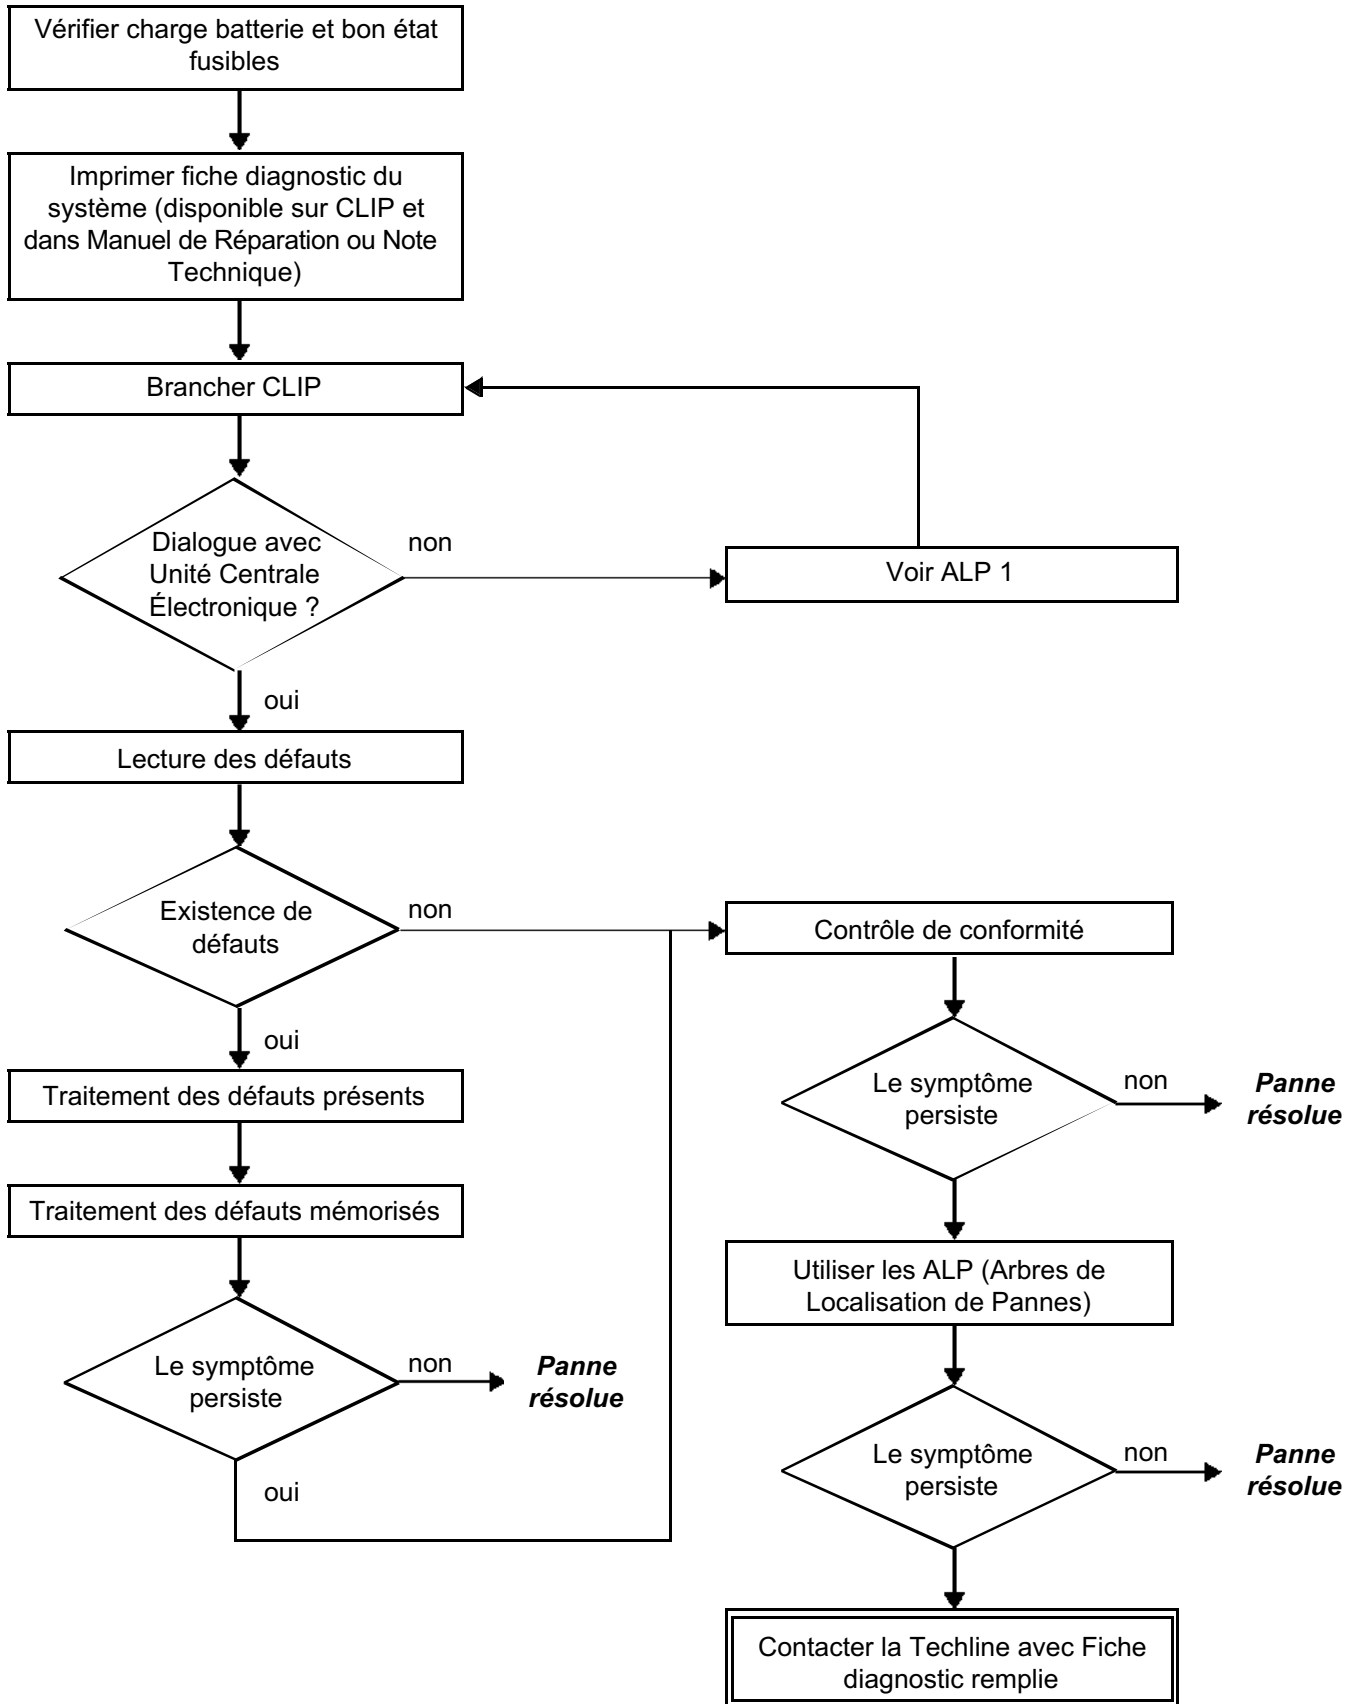 Vérifier charge batterie et bon état
fusibles
Imprimer fiche diagnostic du
système (disponible sur CLIP et
dans Manuel de Réparation ou Note
Technique)
Brancher CLIP
Dialogue avec
Unité Centrale
Électronique ?
non
Voir ALP 1
oui
Lecture des défauts
Existence de
défauts
non
Contrôle de conformité
oui
Traitement des défauts présents
Le symptôme
persiste
non
Panne
résolue
Traitement des défauts mémorisés
Utiliser les ALP (Arbres de
Localisation de Pannes)
Le symptôme
persiste
non
Panne
résolue
oui
Le symptôme
persiste
non
Panne
résolue
Contacter la Techline avec Fiche
diagnostic remplie